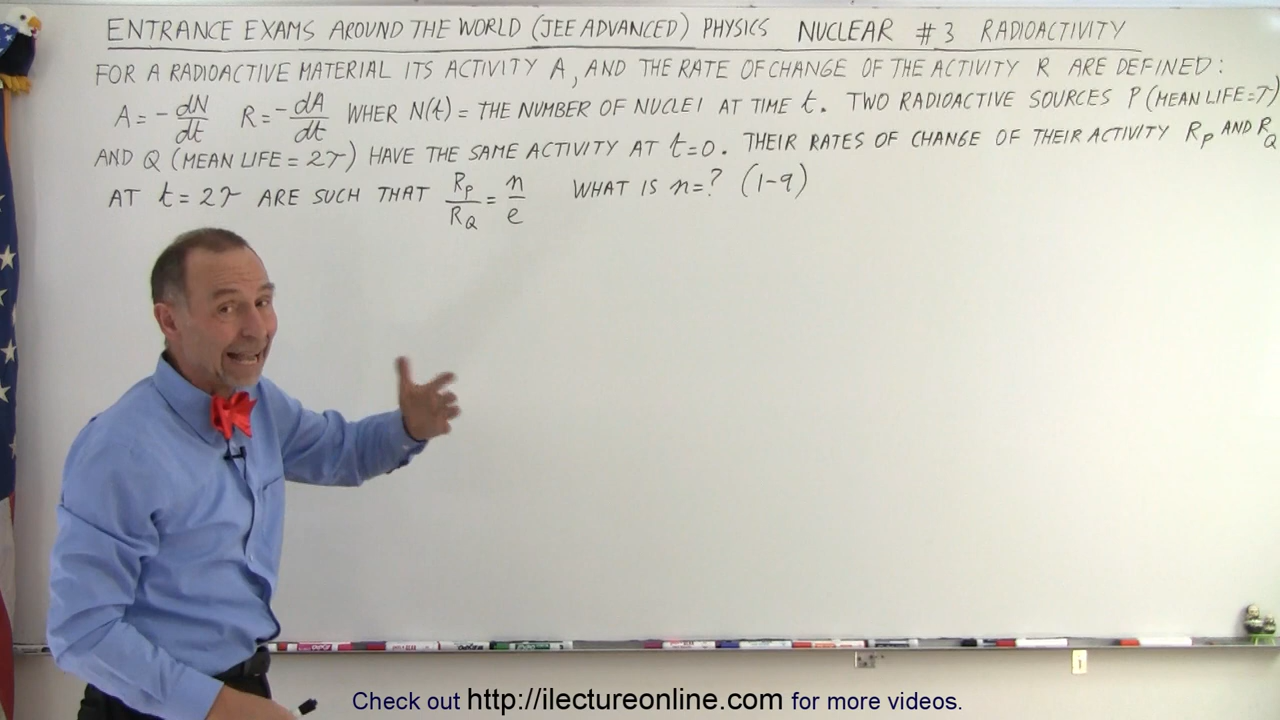 ENTRANCE EXAMS AROUND THE WORLD (JEE ADVANCED) PHYSICS NUCLEAR #3 RADIOACTIVITY
FOR A RADIOACTIVE MATERIAL ITS ACTIVITY A, AND THE RATE OF CHANGE OF THE ACTIVITY R ARE DEFINED:
A = -dN/dt R = -dA/dt WHER N(t) = THE NUMBER OF NUCLEI AT TIME t. TWO RADIOACTIVE SOURCES P (MEAN LIFE = τ)
AND Q (MEAN LIFE = 2τ) HAVE THE SAME ACTIVITY AT t=0. THEIR RATES OF CHANGE OF THEIR ACTIVITY R_P AND R_Q
AT t = 2τ ARE SUCH THAT R_P/R_Q = n/e WHAT IS n=? (1-9)
Check out http://ilectureonline.com for more videos.